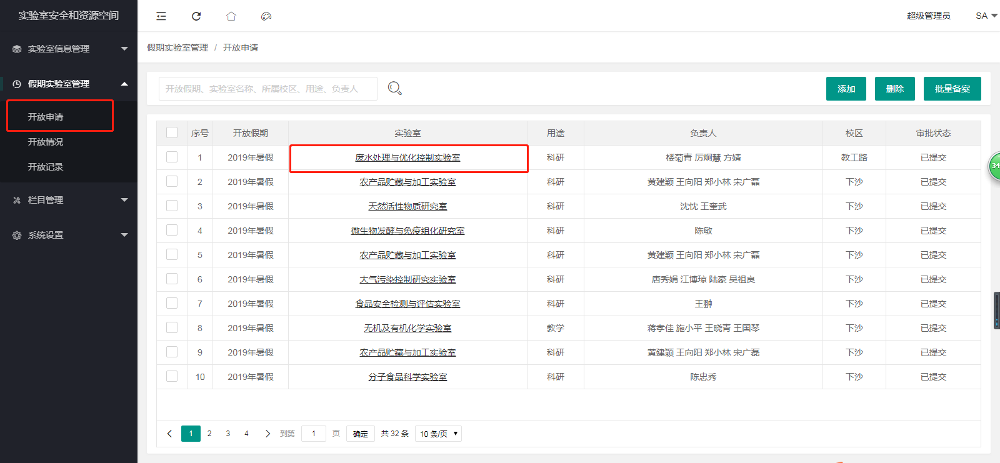 实验室安全和资源空间
超级管理员
SA
实验室信息管理
假期实验室管理
开放申请
开放情况
开放记录
栏目管理
系统设置
假期实验室管理 / 开放申请
开放假期、实验室名称、所属校区、用途、负责人
添加
删除
批量备案
序号 开放假期 实验室 用途 负责人 校区 审批状态
1 2019年暑假 废水处理与优化控制实验室 科研 楼菊青 厉炯慧 方婧 教工路 已提交
2 2019年暑假 农产品贮藏与加工实验室 科研 黄建颖 王向阳 郑小林 宋广磊 下沙 已提交
3 2019年暑假 天然活性物质研究室 科研 沈忱 王奎武 下沙 已提交
4 2019年暑假 微生物发酵与免疫组化研究室 科研 陈敏 下沙 已提交
5 2019年暑假 农产品贮藏与加工实验室 科研 黄建颖 王向阳 郑小林 宋广磊 下沙 已提交
6 2019年暑假 大气污染控制研究实验室 科研 唐秀娟 江博琼 陆豪 吴祖良 下沙 已提交
7 2019年暑假 食品安全检测与评估实验室 科研 王翀 下沙 已提交
8 2019年暑假 无机及有机化学实验室 教学 蒋孝佳 施小平 王晓青 王国琴 下沙 已提交
9 2019年暑假 农产品贮藏与加工实验室 科研 黄建颖 王向阳 郑小林 宋广磊 下沙 已提交
10 2019年暑假 分子食品科学实验室 科研 陈忠秀 下沙 已提交
1 2 3 4 到第 1 页 确定 共 32 条 10 条/页
34